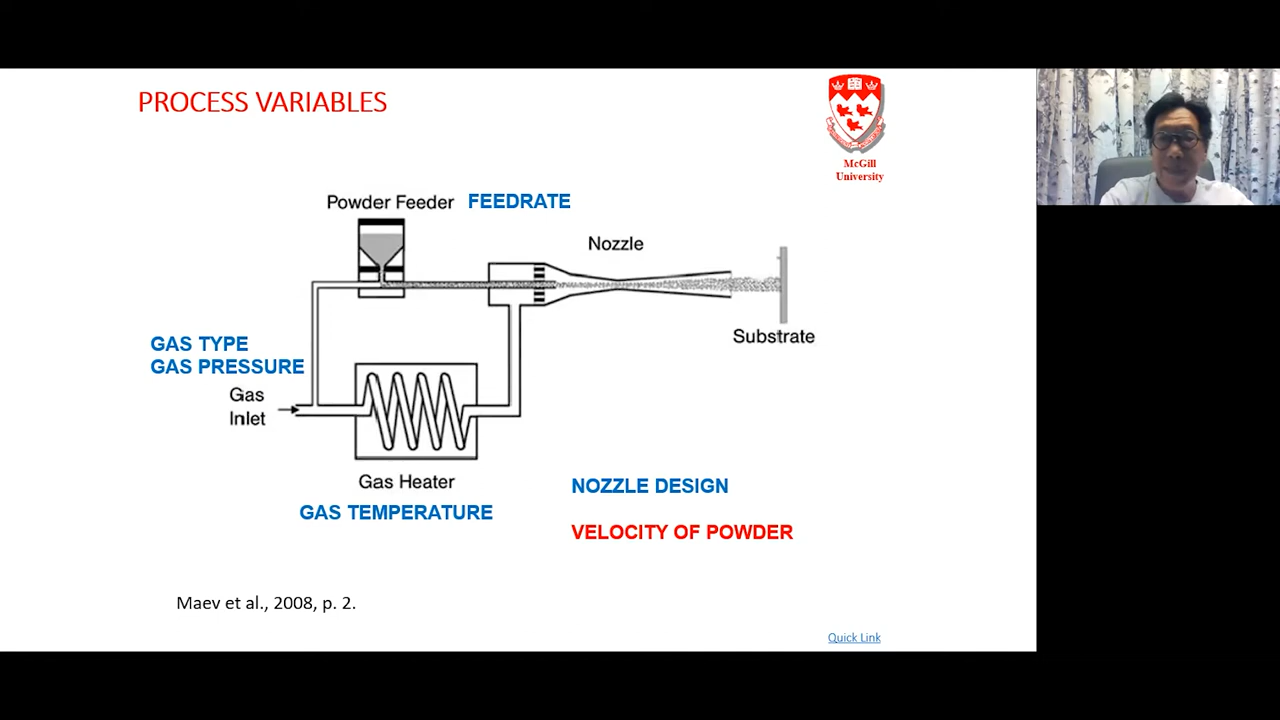 PROCESS VARIABLES
McGill
University
Powder Feeder FEEDRATE
Nozzle
Substrate
GAS TYPE
GAS PRESSURE
Gas
Inlet
Gas Heater
GAS TEMPERATURE
NOZZLE DESIGN
VELOCITY OF POWDER
Maev et al., 2008, p. 2.
Quick Link